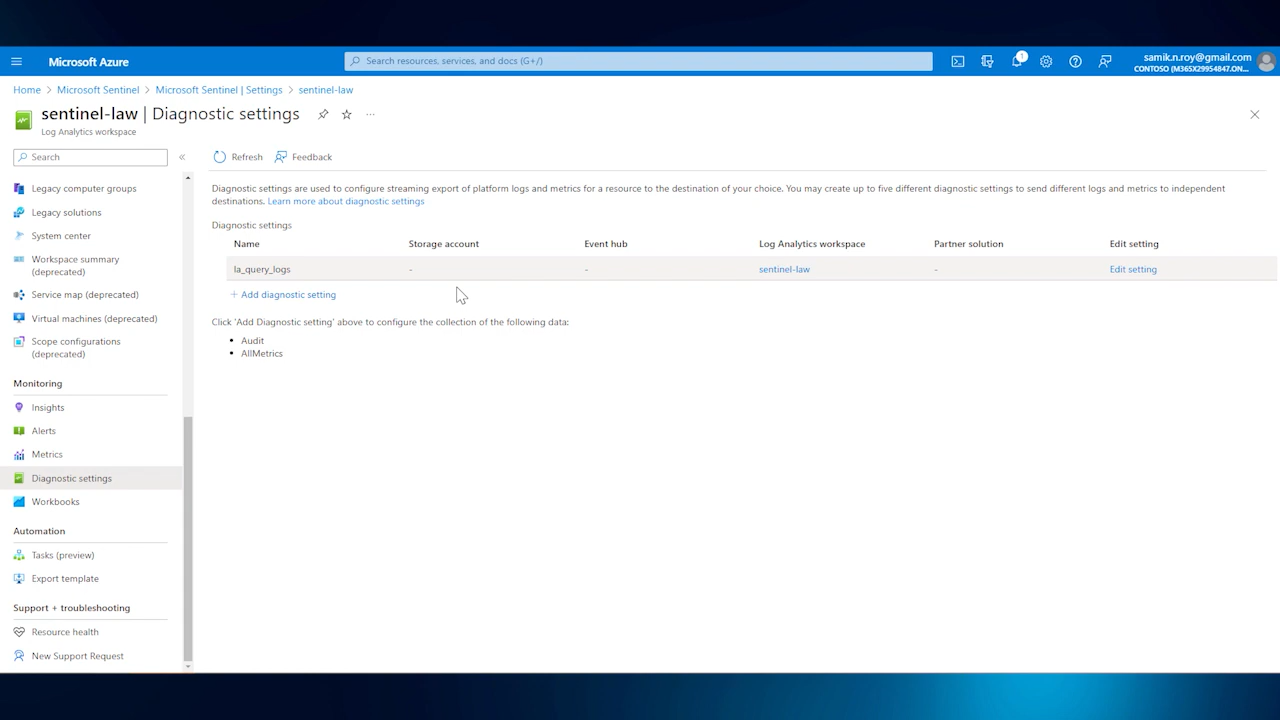 Microsoft Azure
Search resources, services, and docs (G+/)
1
samik.n.roy@gmail.com
CONTOSO (M365X29954847.ON...
Home > Microsoft Sentinel > Microsoft Sentinel | Settings > sentinel-law
sentinel-law | Diagnostic settings
Log Analytics workspace
Search
Refresh
Feedback
Legacy computer groups
Legacy solutions
System center
Workspace summary
(deprecated)
Service map (deprecated)
Virtual machines (deprecated)
Scope configurations
(deprecated)
Monitoring
Insights
Alerts
Metrics
Diagnostic settings
Workbooks
Automation
Tasks (preview)
Export template
Support + troubleshooting
Resource health
New Support Request
Diagnostic settings are used to configure streaming export of platform logs and metrics for a resource to the destination of your choice. You may create up to five different diagnostic settings to send different logs and metrics to independent
destinations. Learn more about diagnostic settings
Diagnostic settings
Name Storage account Event hub Log Analytics workspace Partner solution Edit setting
la_query_logs - - sentinel-law - Edit setting
+ Add diagnostic setting
Click 'Add Diagnostic setting' above to configure the collection of the following data:
• Audit
• AllMetrics